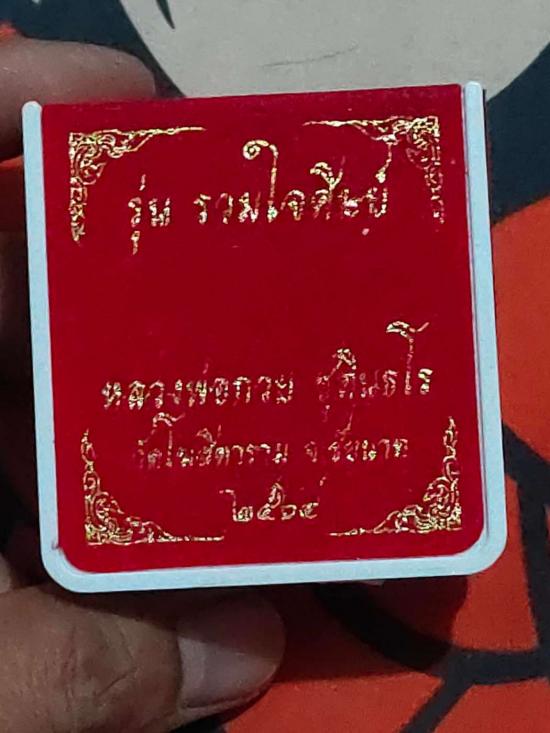 รุ่น รวมใจศิษย์
หลวงพ่อกวย ชุตินธโร
วัดโฆสิตาราม จ.ชัยนาท
๒๕๖๔